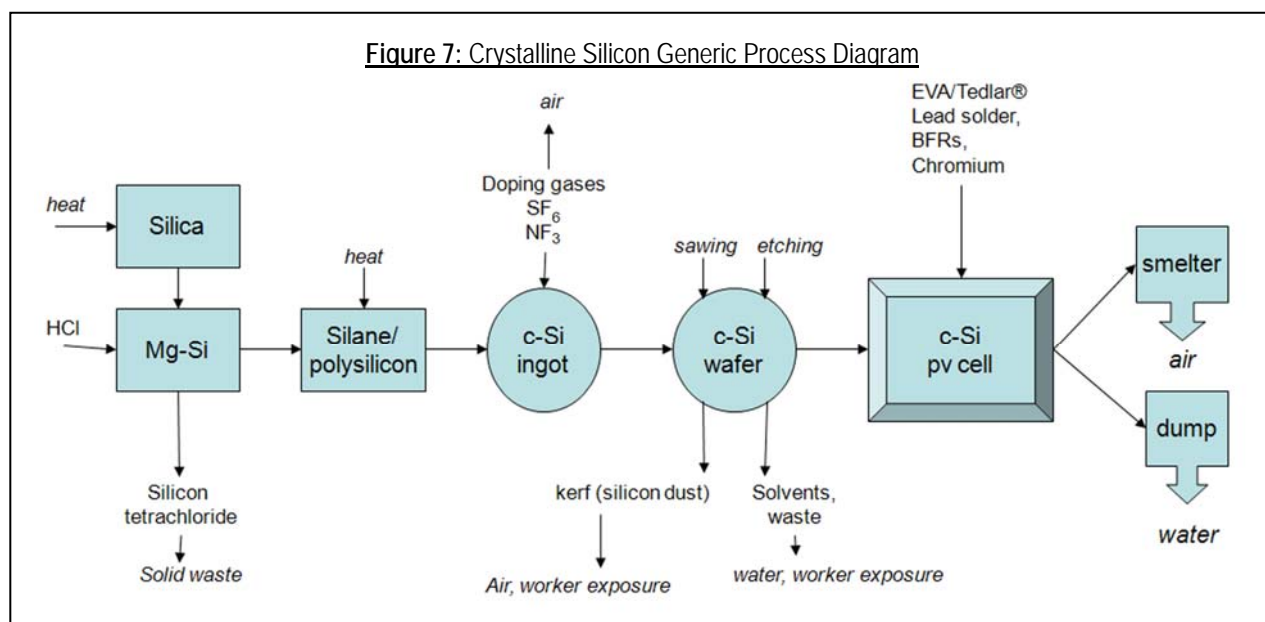 Figure 7: Crystalline Silicon Generic Process Diagram
EVA/Tedlar®
Lead solder,
BFRs,
Chromium
air
Doping gases
SF₆
NF₃
heat
Silica
heat
sawing
etching
smelter
air
HCl
Mg-Si
Silane/
polysilicon
c-Si
ingot
c-Si
wafer
c-Si
pv cell
dump
water
Silicon
tetrachloride
Solid waste
kerf (silicon dust)
Air, worker exposure
Solvents,
waste
water, worker exposure